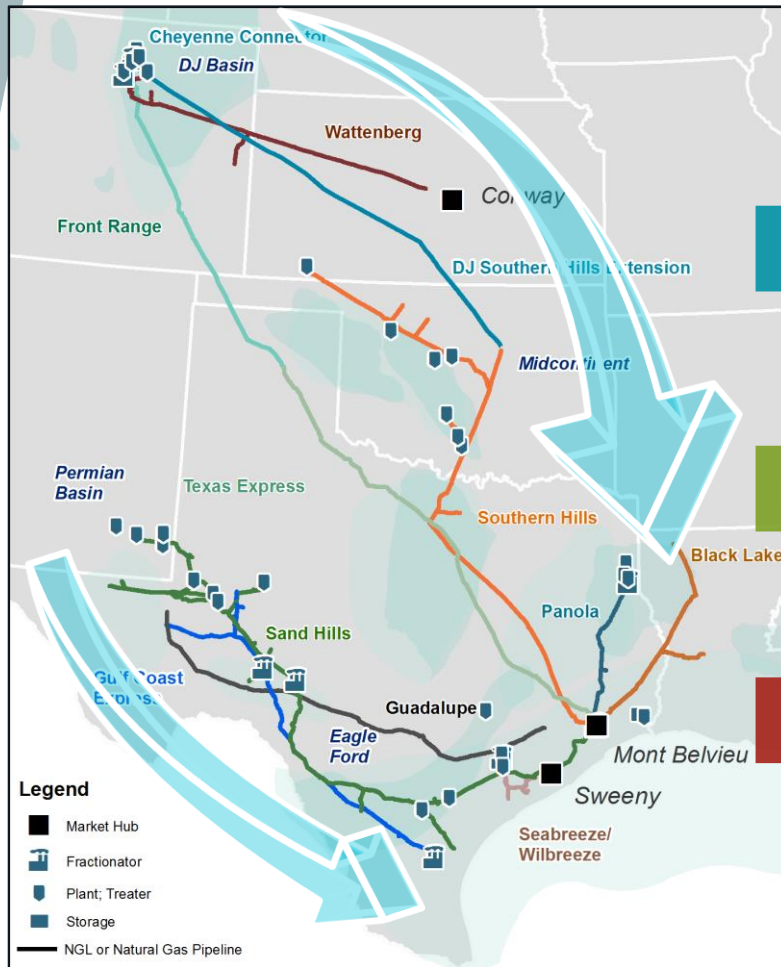 Cheyenne Connector
DJ Basin
Wattenberg
Conway
Front Range
DJ Southern Hills Extension
Midcontinent
Permian
Basin
Texas Express
Southern Hills
Black Lake
Panola
Sand Hills
Gulf Coast
Express
Guadalupe
Eagle
Ford
Mont Belvieu
Sweeny
Seabreeze/
Wilbreeze
Legend
Market Hub
Fractionator
Plant; Treater
Storage
NGL or Natural Gas Pipeline